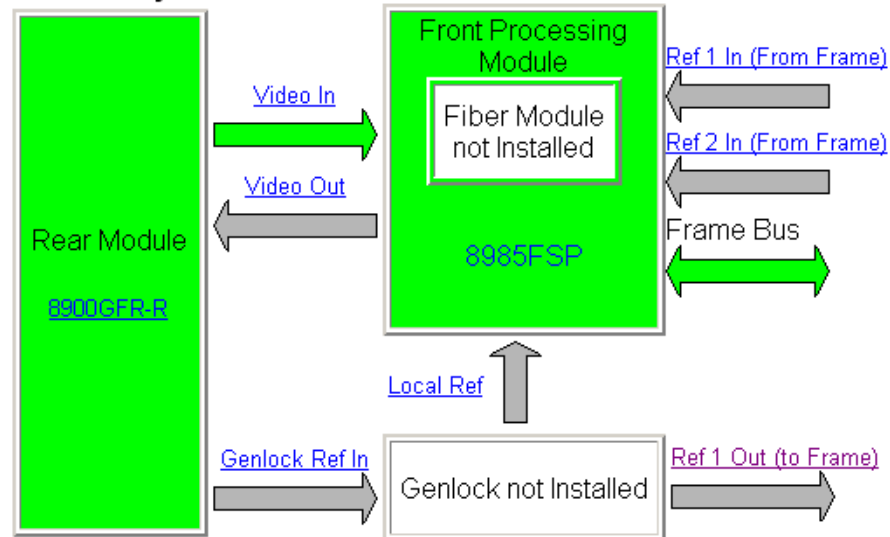 Front Processing
Module
Ref 1 In (From Frame)
Video In
Fiber Module
not Installed
Ref 2 In (From Frame)
Video Out
Rear Module
8985FSP
Frame Bus
8900GFR-R
Local Ref
Genlock Ref In
Genlock not Installed
Ref 1 Out (to Frame)